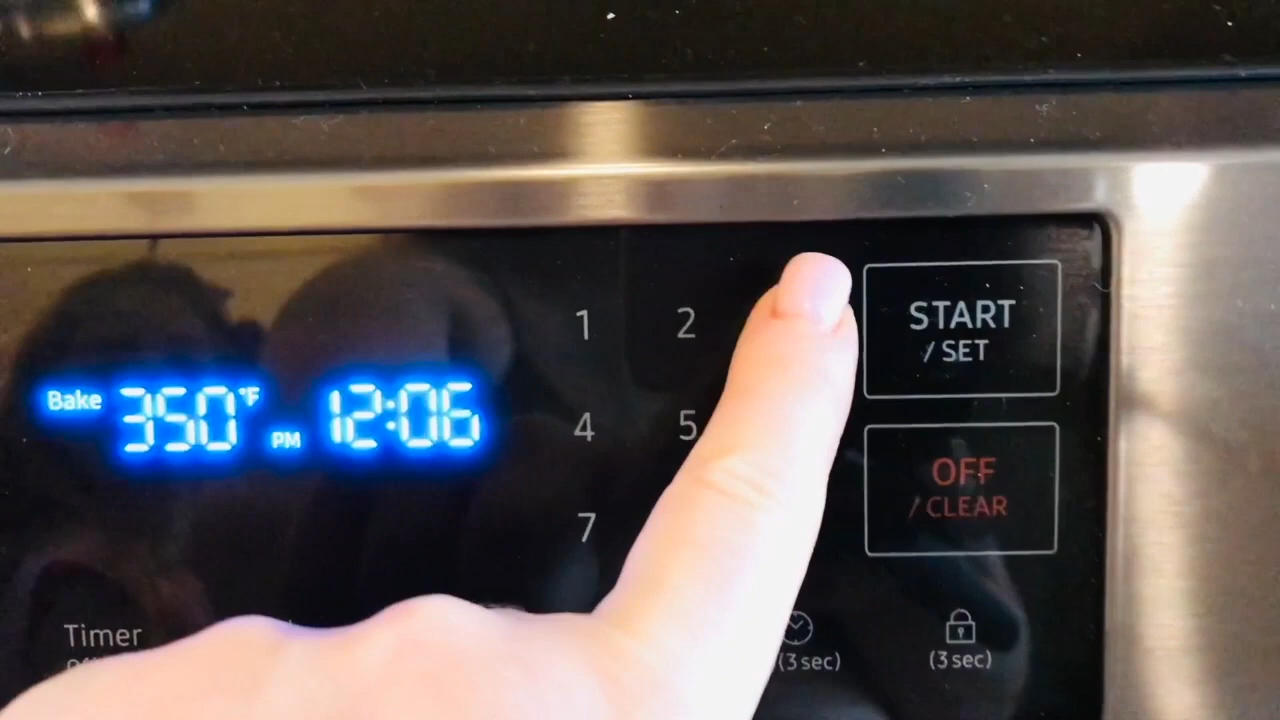 1 2
START
/ SET
Bake 350°F PM 12:06
4 5
OFF
/ CLEAR
7
Timer
(3 sec) (3 sec)